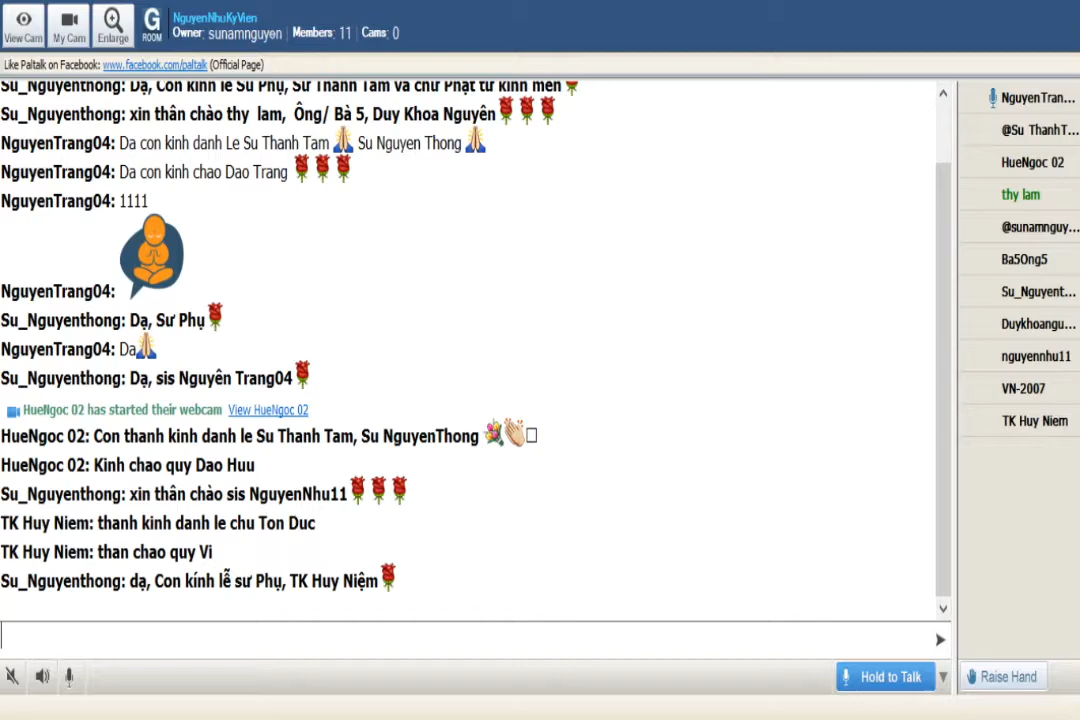 NguyenNhuKyVien
Owner: sunamnguyen | Members: 11 | Cams: 0
View Cam My Cam Enlarge G ROOM
Like Paltalk on Facebook: www.facebook.com/paltalk (Official Page)
Su_Nguyenthong: Dạ, Con kính lễ Sư Phụ, Sư Thanh Tâm và chư Phật tử kính mến
Su_Nguyenthong: xin thân chào thy lam, Ông/ Bà 5, Duy Khoa Nguyên
NguyenTrang04: Da con kinh danh Le Su Thanh Tam Su Nguyen Thong
NguyenTrang04: Da con kinh chao Dao Trang
NguyenTrang04: 1111
NguyenTrang04:
Su_Nguyenthong: Dạ, Sư Phụ
NguyenTrang04: Da
Su_Nguyenthong: Dạ, sis Nguyên Trang04
HueNgoc 02 has started their webcam View HueNgoc 02
HueNgoc 02: Con thanh kinh danh le Su Thanh Tam, Su NguyenThong
HueNgoc 02: Kinh chao quy Dao Huu
Su_Nguyenthong: xin thân chào sis NguyenNhu11
TK Huy Niem: thanh kinh danh le chu Ton Duc
TK Huy Niem: than chao quy Vi
Su_Nguyenthong: dạ, Con kính lễ sư Phụ, TK Huy Niệm
NguyenTran...
@Su ThanhT...
HueNgoc 02
thy lam
@sunamnguy...
Ba5Ong5
Su_Nguyent...
Duykhoangu...
nguyennhu11
VN-2007
TK Huy Niem
Hold to Talk
Raise Hand